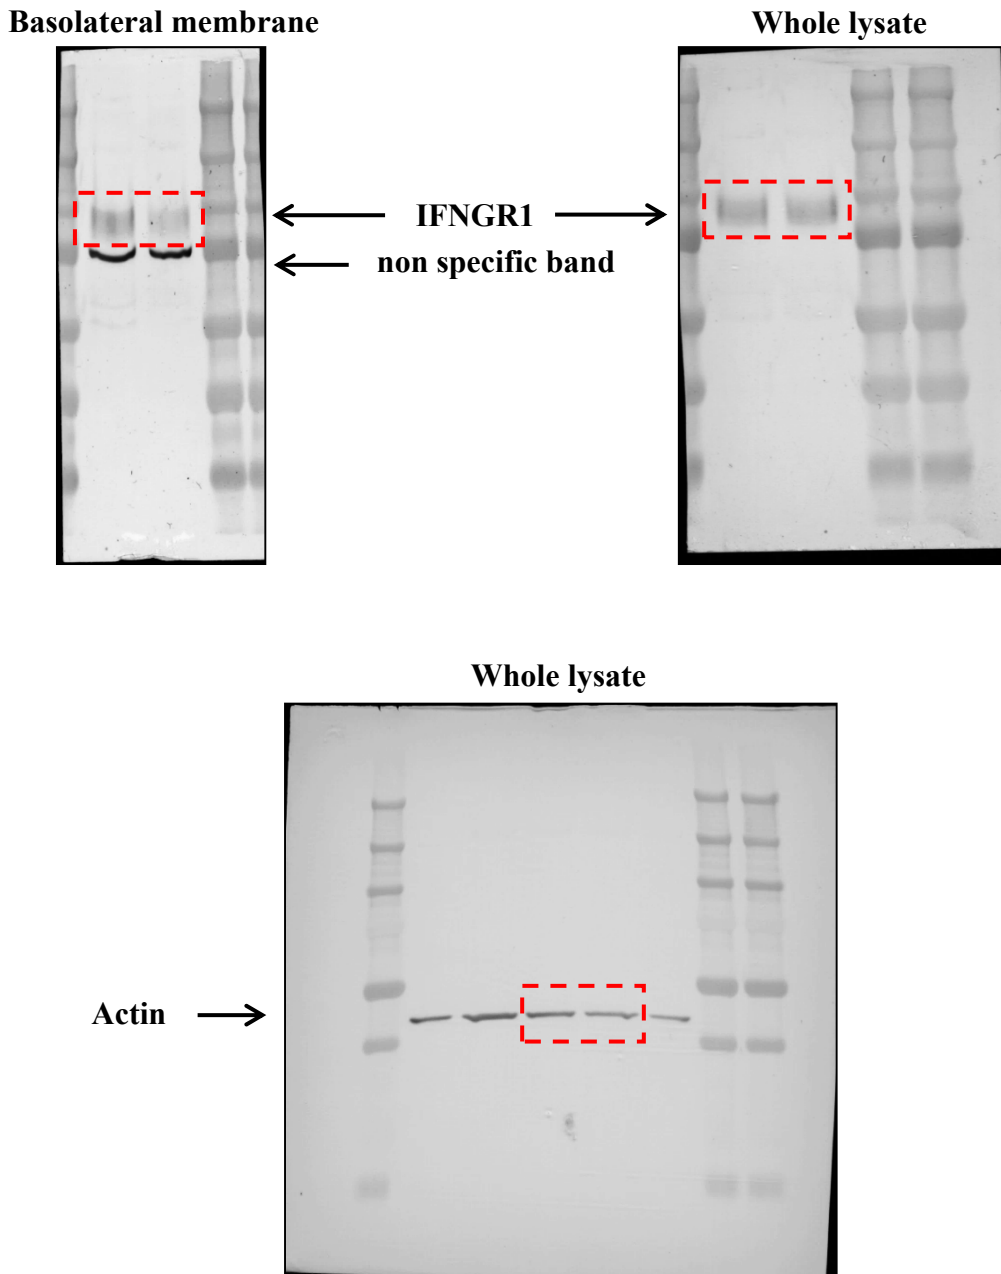 Basolateral membrane
Whole lysate
IFNGR1
non specific band
Whole lysate
Actin